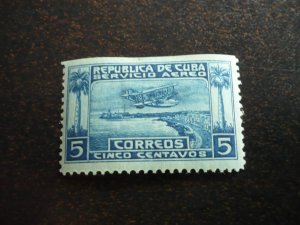 REPUBLICA DE CUBA
SERVICIO AEREO
CORREOS
5 CINCO CENTAVOS 5